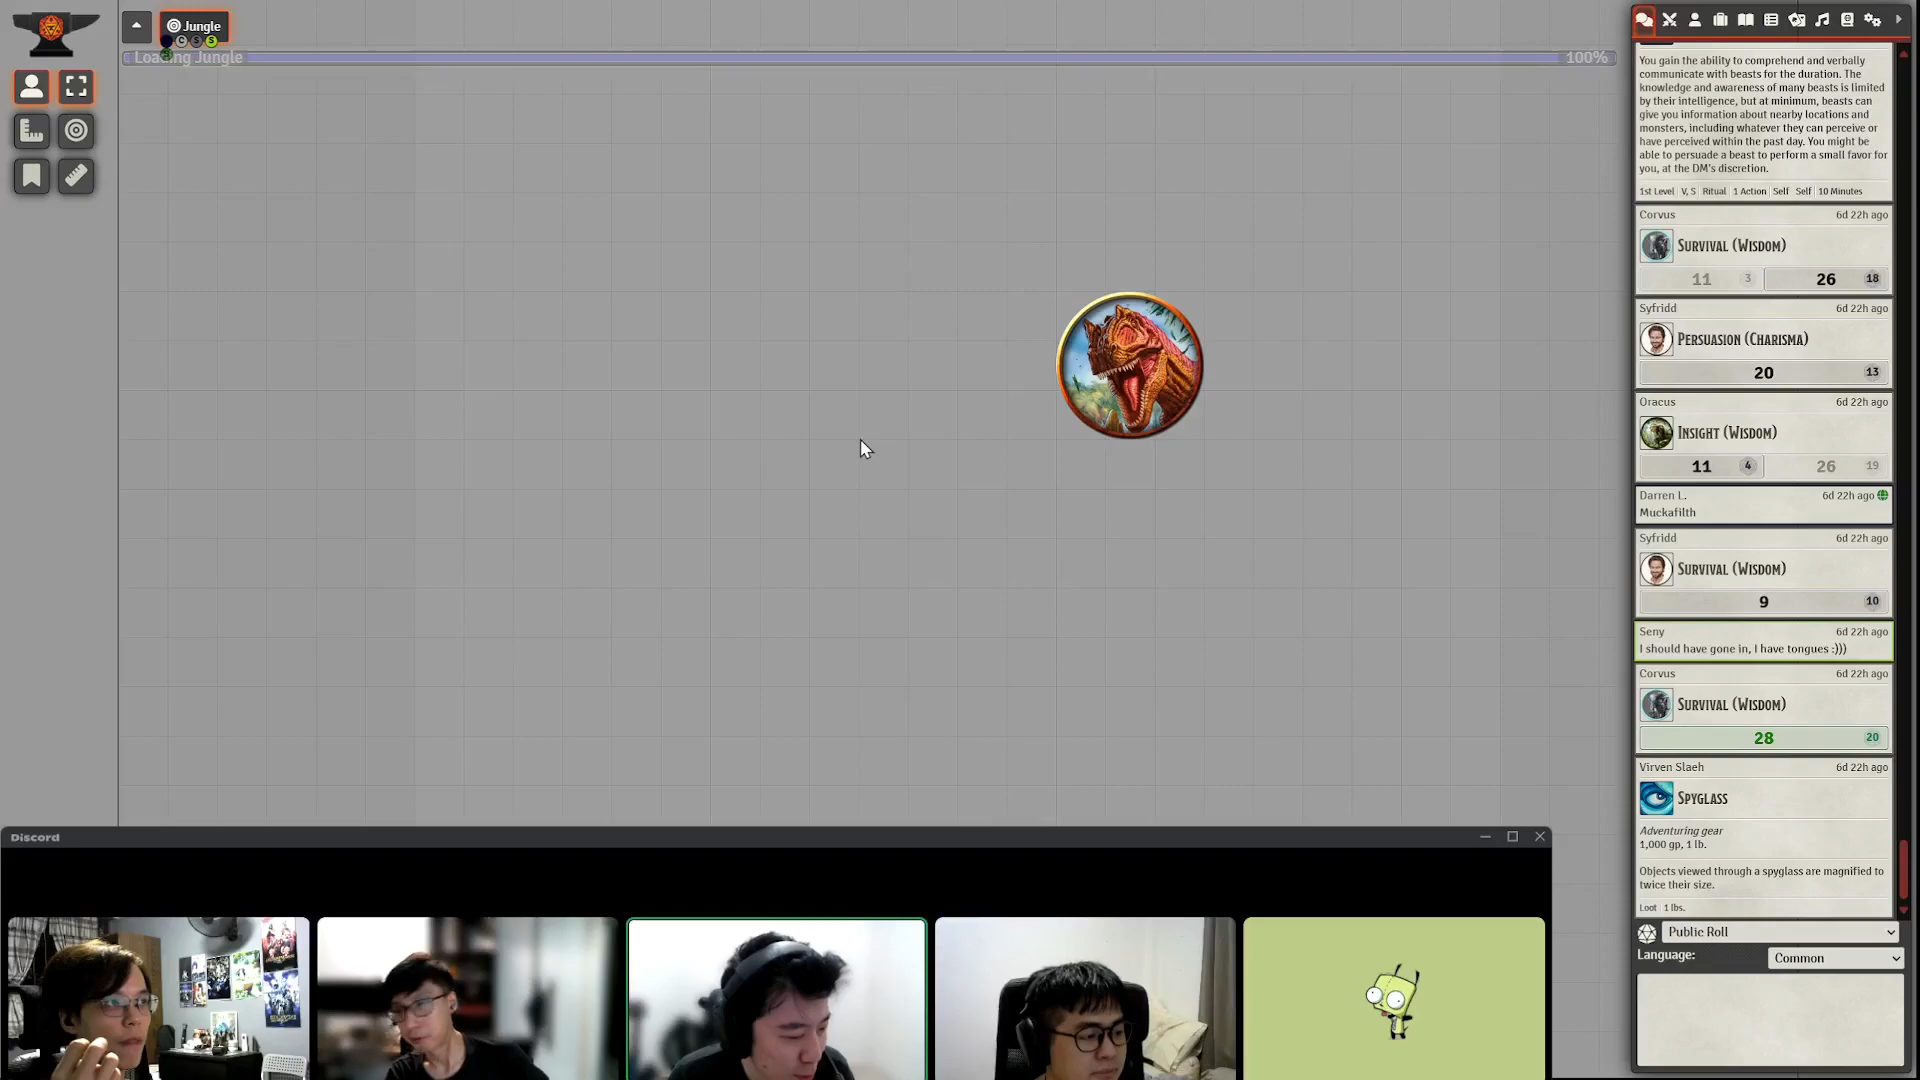 Jungle
C S S
Loading Jungle
100%
You gain the ability to comprehend and verbally
communicate with beasts for the duration. The
knowledge and awareness of many beasts is limited
by their intelligence, but at minimum, beasts can
give you information about nearby locations and
monsters, including whatever they can perceive or
have perceived within the past day. You might be
able to persuade a beast to perform a small favor for
you, at the DM's discretion.
1st Level V, S Ritual 1 Action Self Self 10 Minutes
Corvus 6d 22h ago
Survival (Wisdom)
11 3 26 18
Syfridd 6d 22h ago
Persuasion (Charisma)
20 13
Oracus 6d 22h ago
Insight (Wisdom)
11 4 26 19
Darren L. 6d 22h ago
Muckafilth
Syfridd 6d 22h ago
Survival (Wisdom)
9 10
Seny 6d 22h ago
I should have gone in, I have tongues :)))
Corvus 6d 22h ago
Survival (Wisdom)
28 20
Virven Slaeh 6d 22h ago
Spyglass
Adventuring gear
1,000 gp, 1 lb.
Objects viewed through a spyglass are magnified to
twice their size.
Loot 1 lbs.
Public Roll
Language: Common
Discord